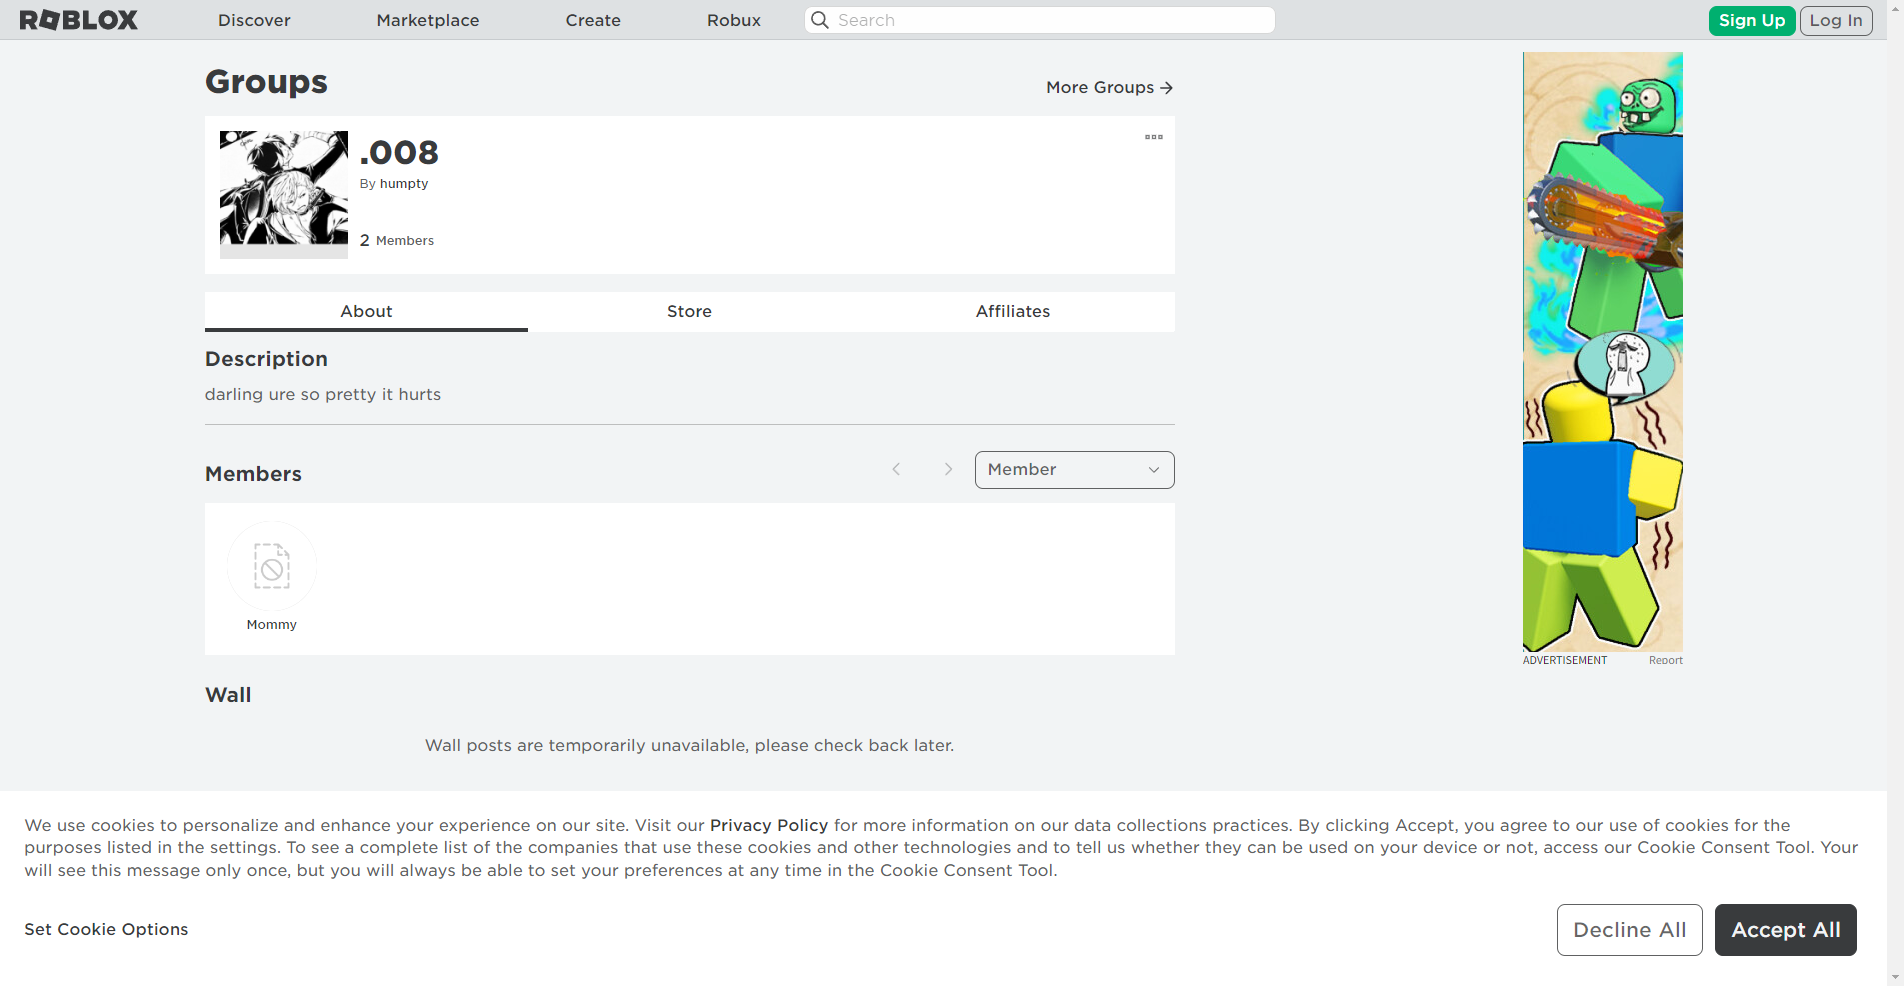 ROBLOX Discover Marketplace Create Robux Search Sign Up Log In
Groups
More Groups
.008
By humpty
2 Members
About Store Affiliates
Description
darling ure so pretty it hurts
Members
Member
Mommy
Wall
Wall posts are temporarily unavailable, please check back later.
ADVERTISEMENT Report
We use cookies to personalize and enhance your experience on our site. Visit our Privacy Policy for more information on our data collections practices. By clicking Accept, you agree to our use of cookies for the
purposes listed in the settings. To see a complete list of the companies that use these cookies and other technologies and to tell us whether they can be used on your device or not, access our Cookie Consent Tool. Your
will see this message only once, but you will always be able to set your preferences at any time in the Cookie Consent Tool.
Set Cookie Options
Decline All
Accept All